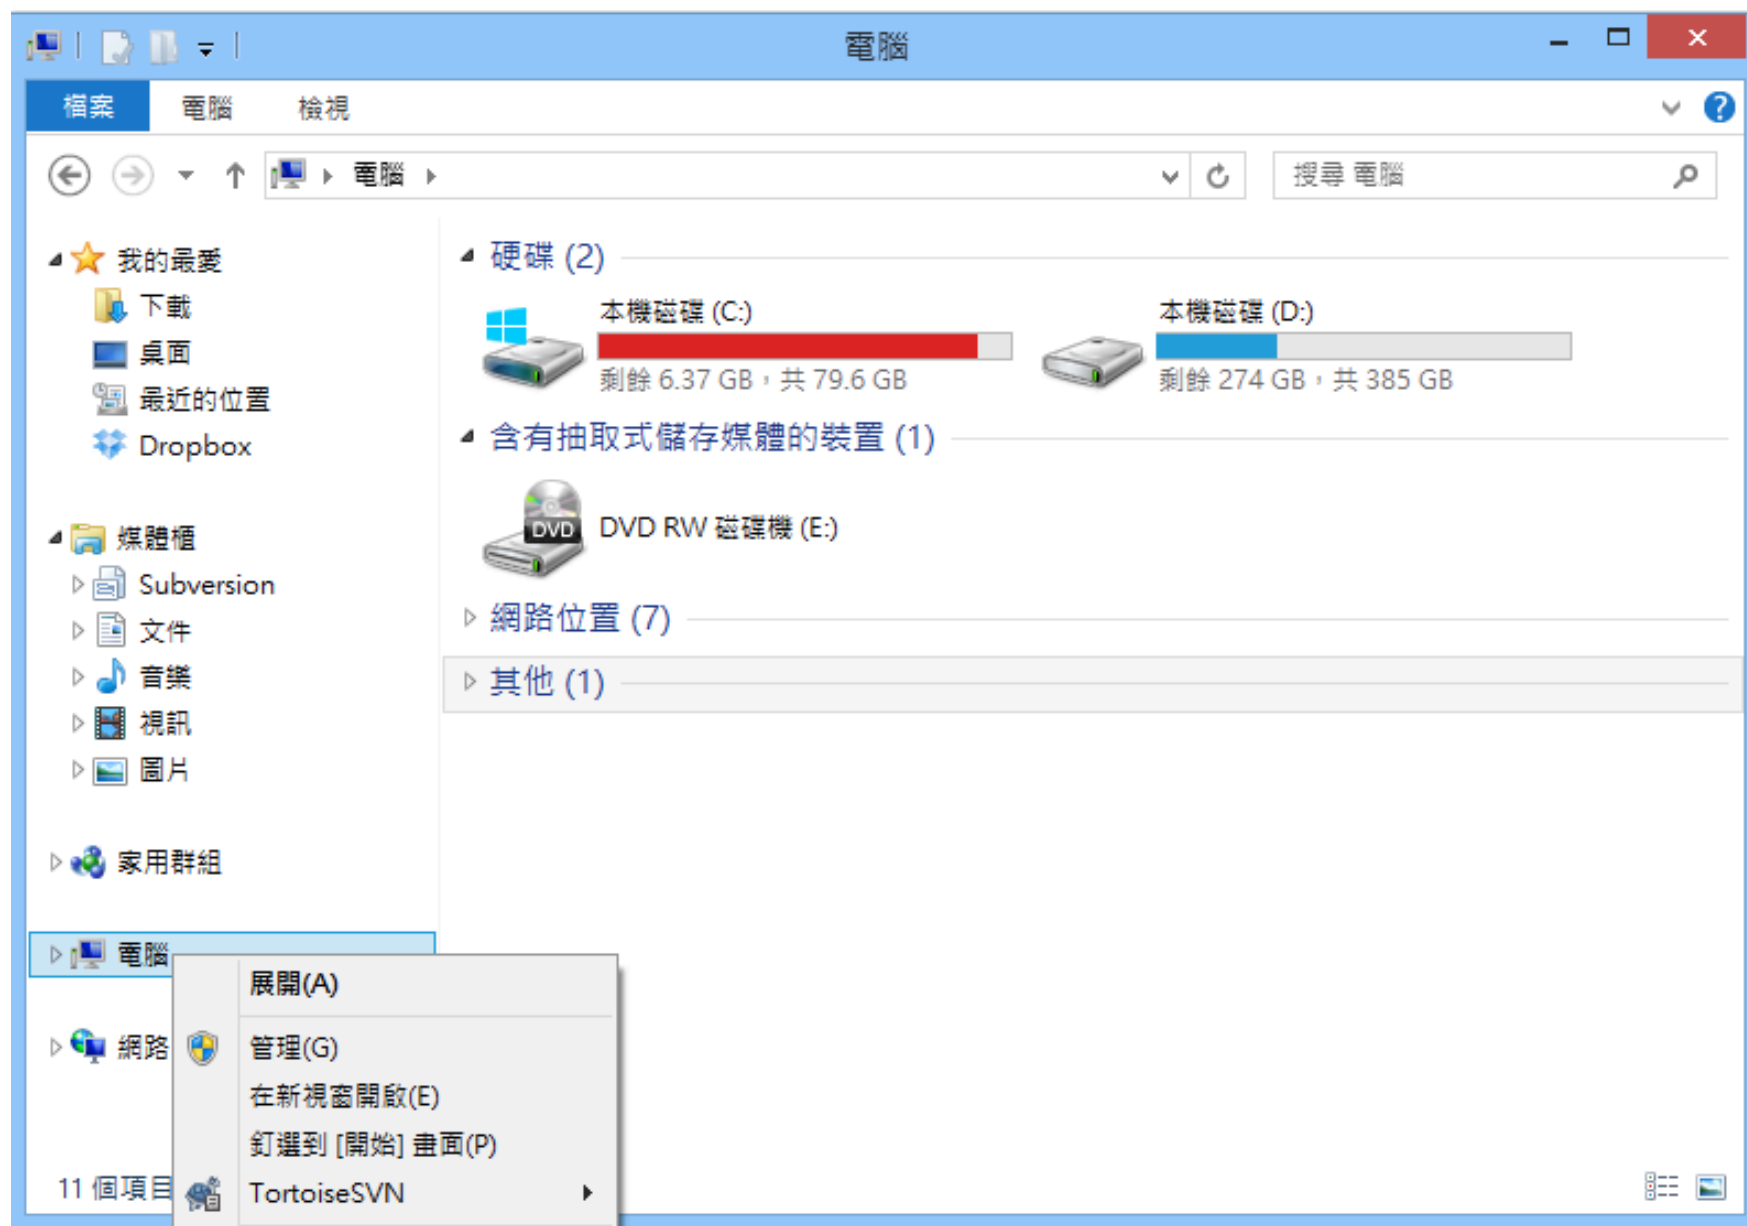 電腦
檔案 電腦 檢視
電腦
搜尋 電腦
我的最愛
下載
桌面
最近的位置
Dropbox
媒體櫃
Subversion
文件
音樂
視訊
圖片
家用群組
電腦
網路
硬碟 (2)
本機磁碟 (C:)
剩餘 6.37 GB，共 79.6 GB
本機磁碟 (D:)
剩餘 274 GB，共 385 GB
含有抽取式儲存媒體的裝置 (1)
DVD
DVD RW 磁碟機 (E:)
網路位置 (7)
其他 (1)
展開(A)
管理(G)
在新視窗開啟(E)
釘選到 [開始] 畫面(P)
TortoiseSVN
11 個項目